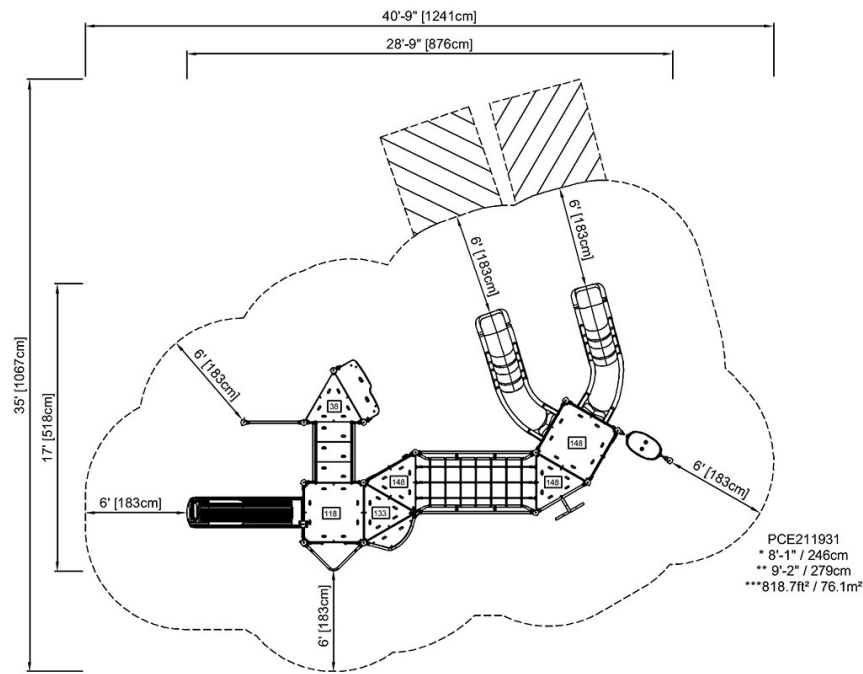 40'-9" [1241cm]
28'-9" [876cm]
35' [1067cm]
17' [518cm]
6' [183cm]
6' [183cm]
6' [183cm]
38
148
148
148
118
133
6' [183cm]
6' [183cm]
6' [183cm]
PCE211931
* 8'-1" / 246cm
** 9'-2" / 279cm
***818.7ft² / 76.1m²